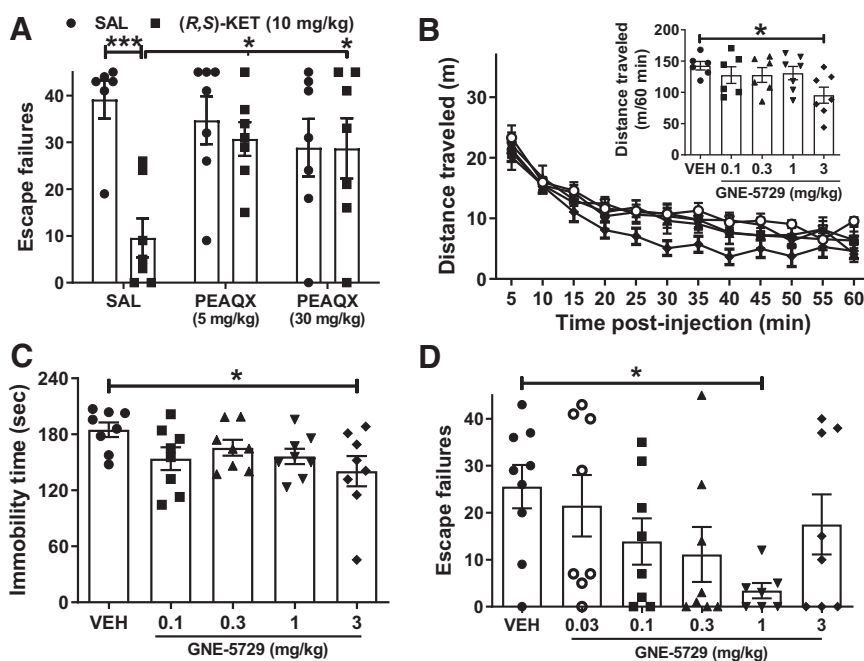 A
● SAL ■ (R,S)-KET (10 mg/kg)
*** * *
Escape failures
40
30
20
10
0
SAL PEAQX PEAQX
(5 mg/kg) (30 mg/kg)
B
Distance traveled (m)
30
20
10
0
5 10 15 20 25 30 35 40 45 50 55 60
Time post-injection (min)
*
Distance traveled
(m/60 min)
200
150
100
50
0
VEH 0.1 0.3 1 3
GNE-5729 (mg/kg)
C
*
Immobility time (sec)
240
180
120
60
0
VEH 0.1 0.3 1 3
GNE-5729 (mg/kg)
D
*
Escape failures
40
30
20
10
0
VEH 0.03 0.1 0.3 1 3
GNE-5729 (mg/kg)